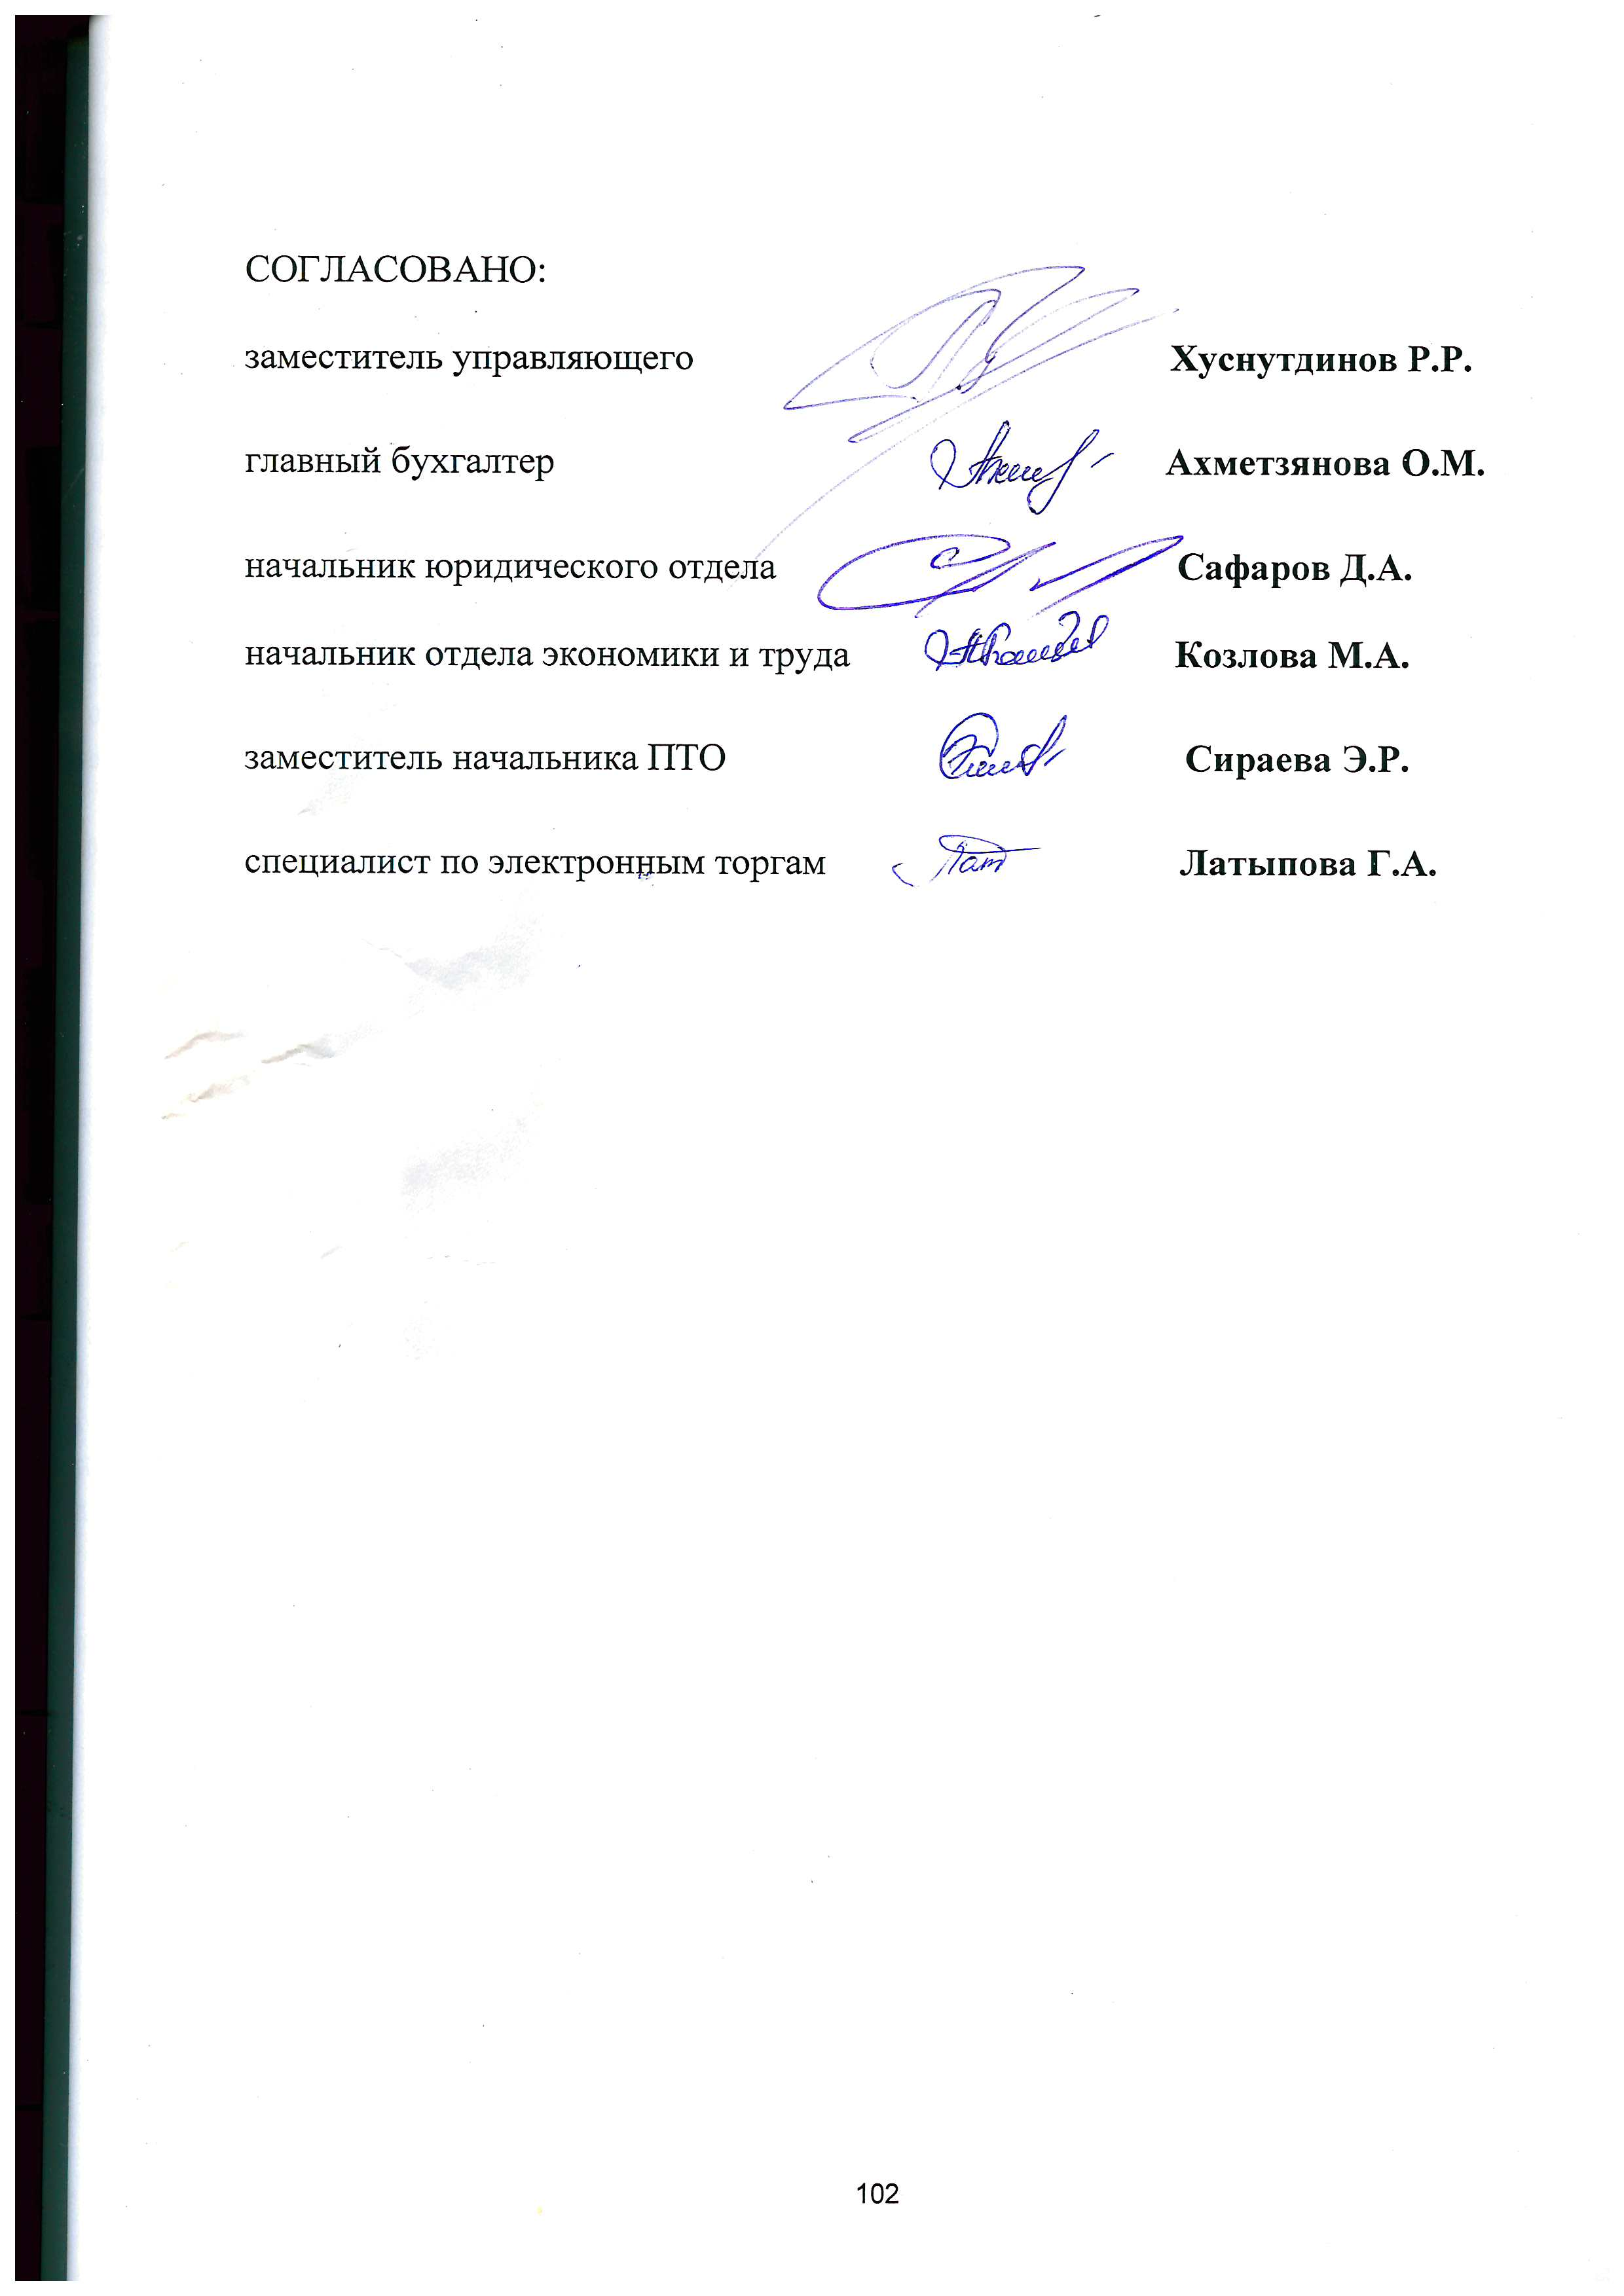 СОГЛАСОВАНО:
заместитель управляющего Хуснутдинов Р.Р.
главный бухгалтер Ахметзянова О.М.
начальник юридического отдела Сафаров Д.А.
начальник отдела экономики и труда Козлова М.А.
заместитель начальника ПТО Сираева Э.Р.
специалист по электронным торгам Латыпова Г.А.
102